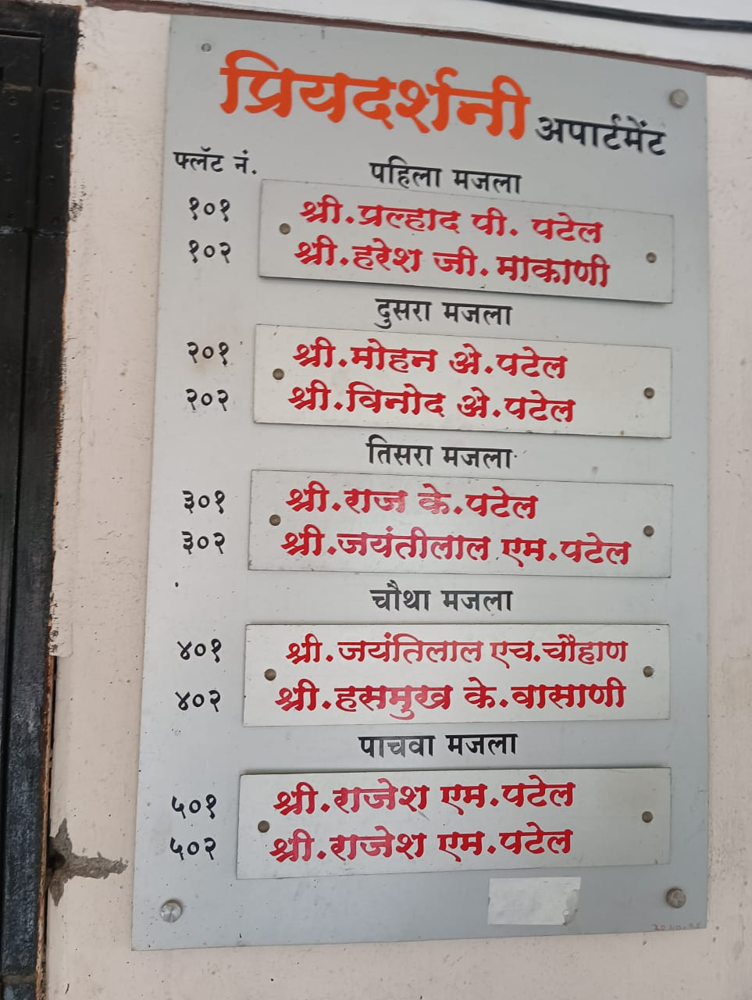 प्रियदर्शनी अपार्टमेंट
फ्लॅट नं. पहिला मजला
१०१ श्री.प्रल्हाद पी. पटेल
१०२ श्री.हरेश जी. माकाणी
दुसरा मजला
२०१ श्री.मोहन अे.पटेल
२०२ श्री.विनोद अे.पटेल
तिसरा मजला
३०१ श्री.राज के.पटेल
३०२ श्री.जयंतीलाल एम.पटेल
चौथा मजला
४०१ श्री.जयंतिलाल एच.चौहाण
४०२ श्री.हसमुख के.वासाणी
पाचवा मजला
५०१ श्री.राजेश एम.पटेल
५०२ श्री.राजेश एम.पटेल